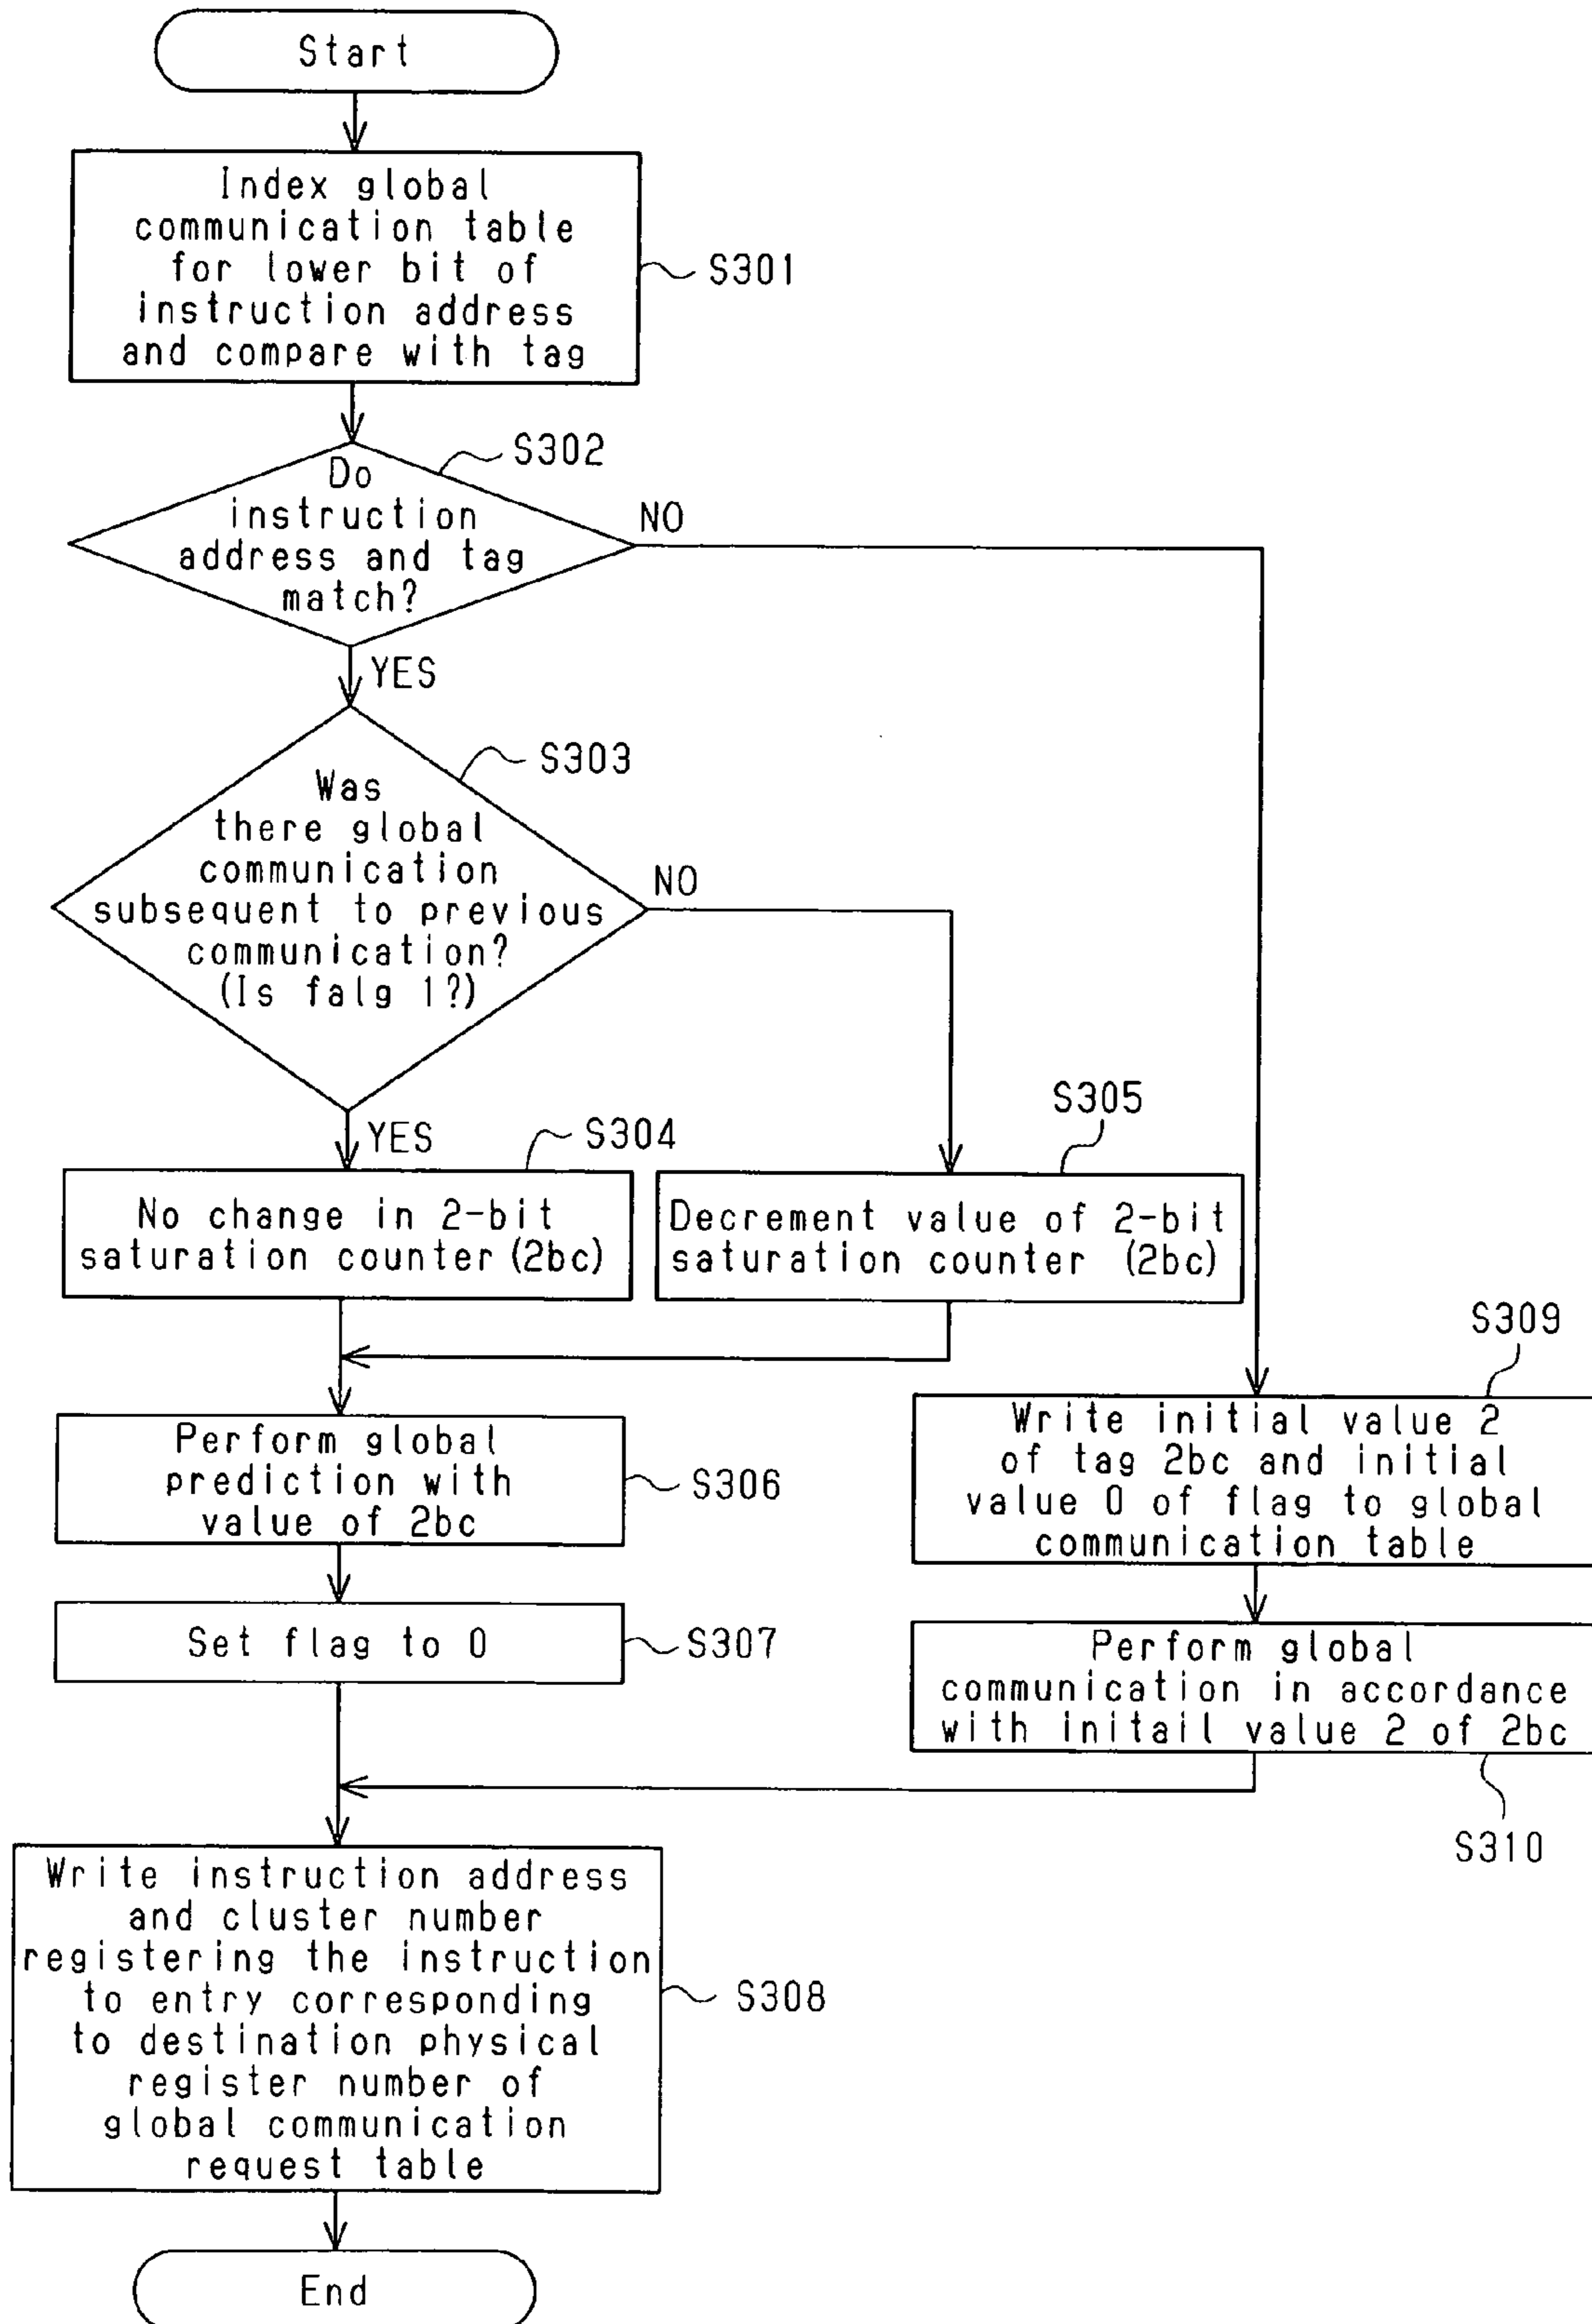 Start
Index global
communication table
for lower bit of
instruction address
and compare with tag
S301
S302
Do
instruction
address and tag
match?
NO
YES
S303
Was
there global
communication
subsequent to previous
communication?
(Is falg 1?)
NO
YES
S304
No change in 2-bit
saturation counter (2bc)
S305
Decrement value of 2-bit
saturation counter (2bc)
Perform global
prediction with
value of 2bc
S306
S309
Write initial value 2
of tag 2bc and initial
value 0 of flag to global
communication table
Set flag to 0
S307
Perform global
communication in accordance
with initail value 2 of 2bc
S310
Write instruction address
and cluster number
registering the instruction
to entry corresponding
to destination physical
register number of
global communication
request table
S308
End